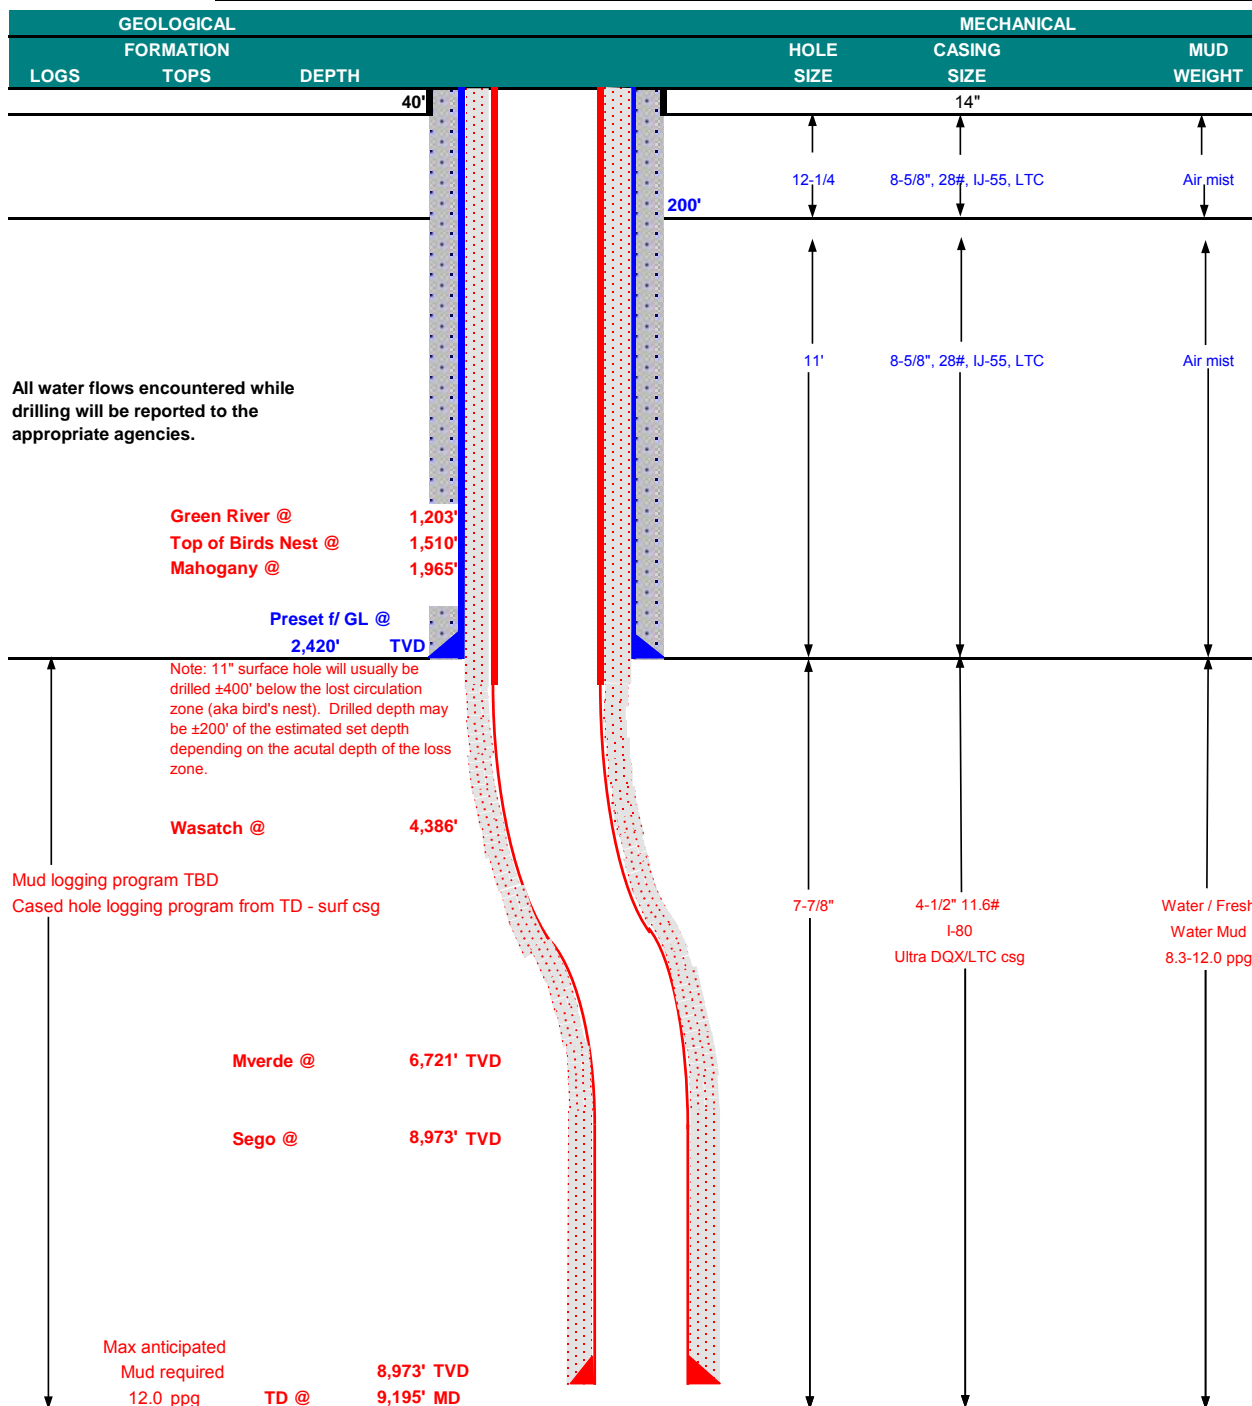 GEOLOGICAL MECHANICAL
FORMATION HOLE CASING MUD
LOGS TOPS DEPTH SIZE SIZE WEIGHT
40' 14"
12-1/4 8-5/8", 28#, IJ-55, LTC Air mist
200'
11' 8-5/8", 28#, IJ-55, LTC Air mist
All water flows encountered while
drilling will be reported to the
appropriate agencies.
Green River @ 1,203'
Top of Birds Nest @ 1,510'
Mahogany @ 1,965'
Preset f/ GL @
2,420' TVD
Note: 11" surface hole will usually be
drilled ±400' below the lost circulation
zone (aka bird's nest). Drilled depth may
be ±200' of the estimated set depth
depending on the acutal depth of the loss
zone.
Wasatch @ 4,386'
Mud logging program TBD
Cased hole logging program from TD - surf csg
7-7/8" 4-1/2" 11.6# Water / Fresh
I-80 Water Mud
Ultra DQX/LTC csg 8.3-12.0 ppg
Mverde @ 6,721' TVD
Sego @ 8,973' TVD
Max anticipated
Mud required 8,973' TVD
12.0 ppg TD @ 9,195' MD